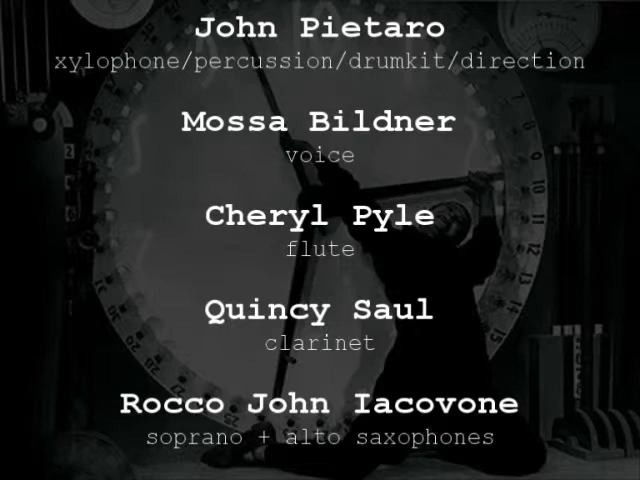 John Pietaro
xylophone/percussion/drumkit/direction
Mossa Bildner
voice
Cheryl Pyle
flute
Quincy Saul
clarinet
Rocco John Iacovone
soprano + alto saxophones